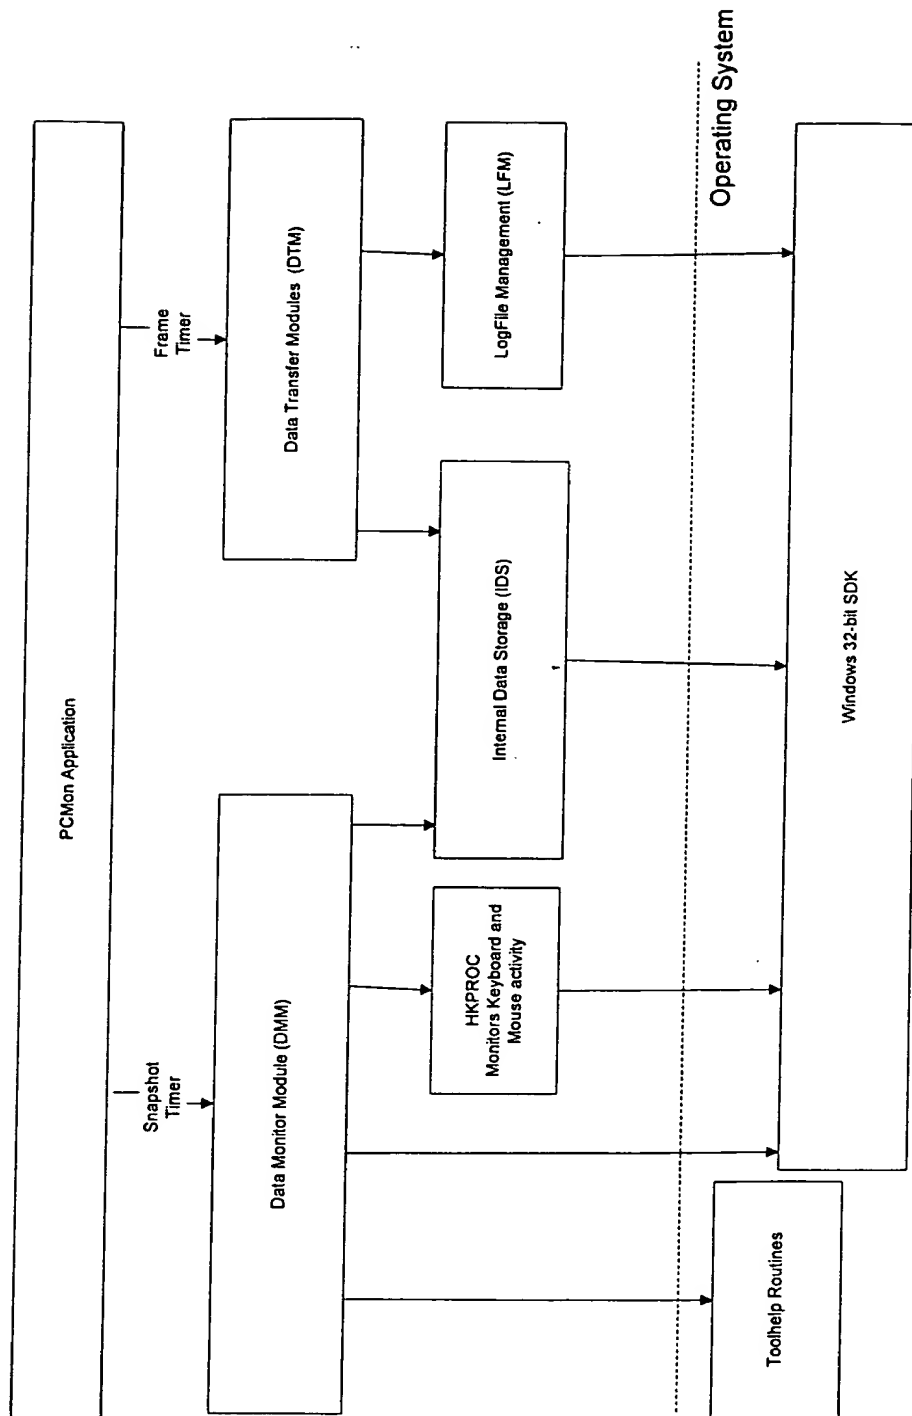 PCMon Application
Snapshot
Timer
Frame
Timer
Data Monitor Module (DMM)
Data Transfer Modules (DTM)
HKPROC
Monitors Keyboard and
Mouse activity
Internal Data Storage (IDS)
LogFile Management (LFM)
Operating System
Toolhelp Routines
Windows 32-bit SDK